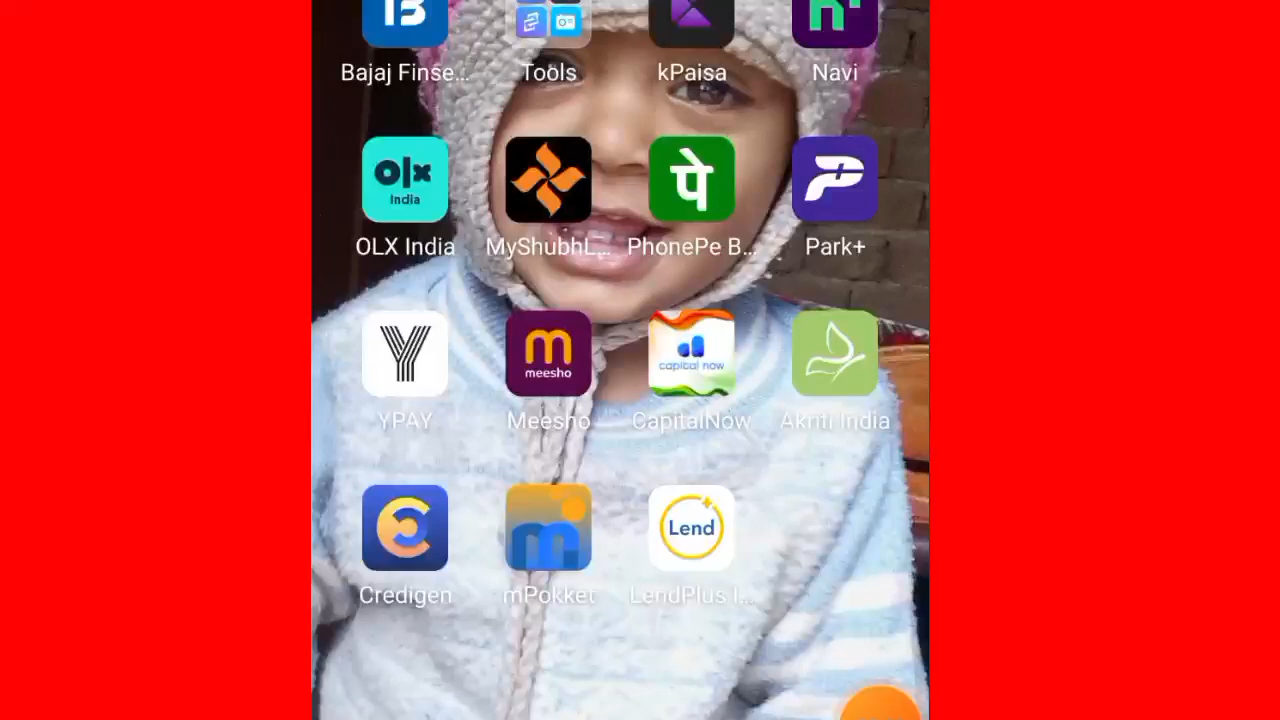 Bajaj Finse...
Tools
kPaisa
Navi
olx
India
पे
OLX India
MyShubhL...
PhonePe B...
Park+
Y
m
meesho
capital now
YPAY
Meesho
CapitalNow
Akriti India
m
Lend
Credigen
mPokket
LendPlus I...